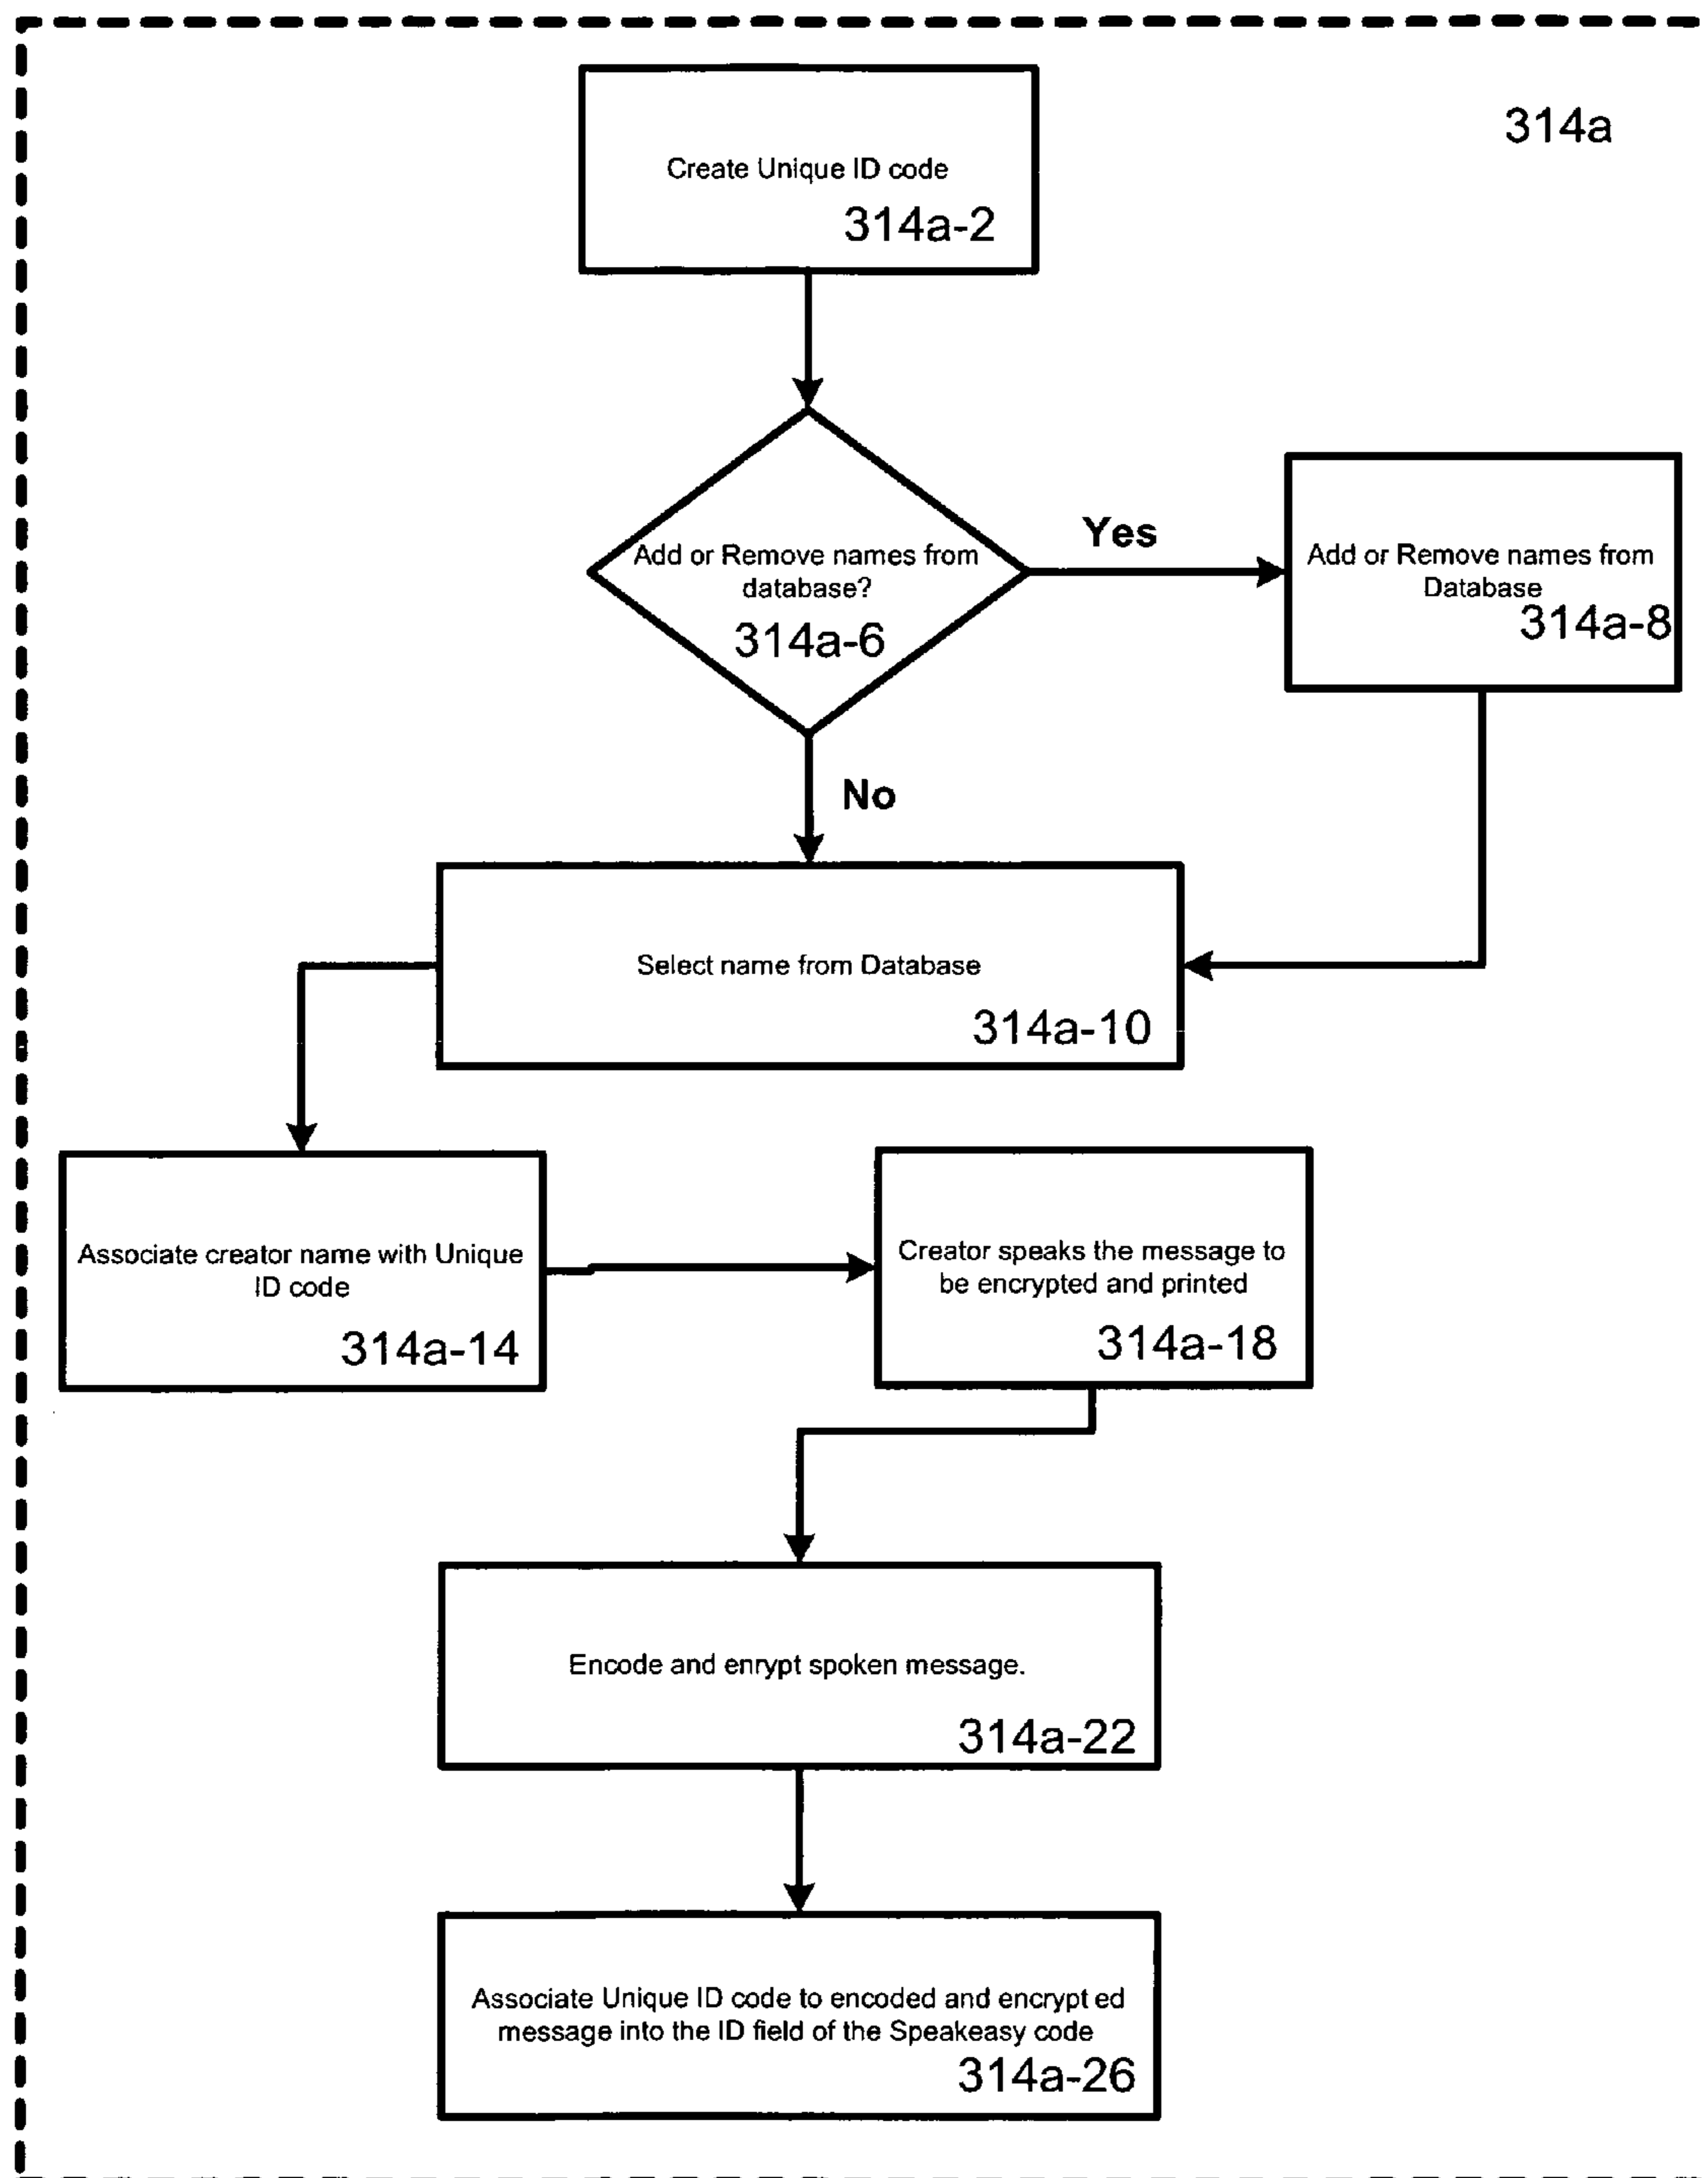 314a
Create Unique ID code
314a-2
Add or Remove names from
database?
314a-6
Yes
Add or Remove names from
Database
314a-8
No
Select name from Database
314a-10
Associate creator name with Unique
ID code
314a-14
Creator speaks the message to
be encrypted and printed
314a-18
Encode and enrypt spoken message.
314a-22
Associate Unique ID code to encoded and encrypt ed
message into the ID field of the Speakeasy code
314a-26